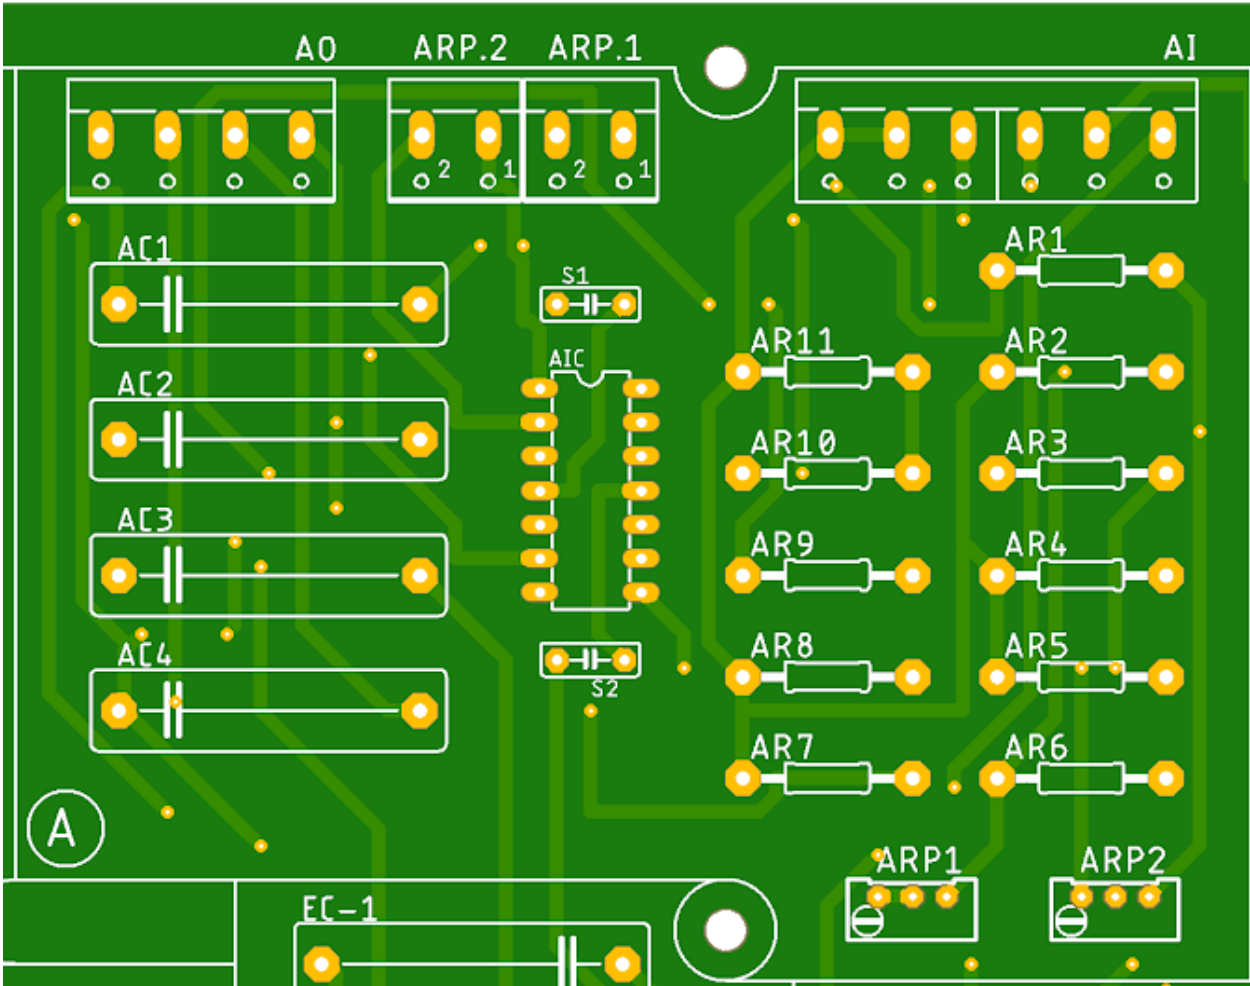 AO ARP.2 ARP.1 AI
2 1 2 1
AC1 AR1
S1
AR11 AR2
AIC
AC2
AR10 AR3
AC3
AR9 AR4
AC4 AR8 AR5
S2
AR7 AR6
A
ARP1 ARP2
EC-1